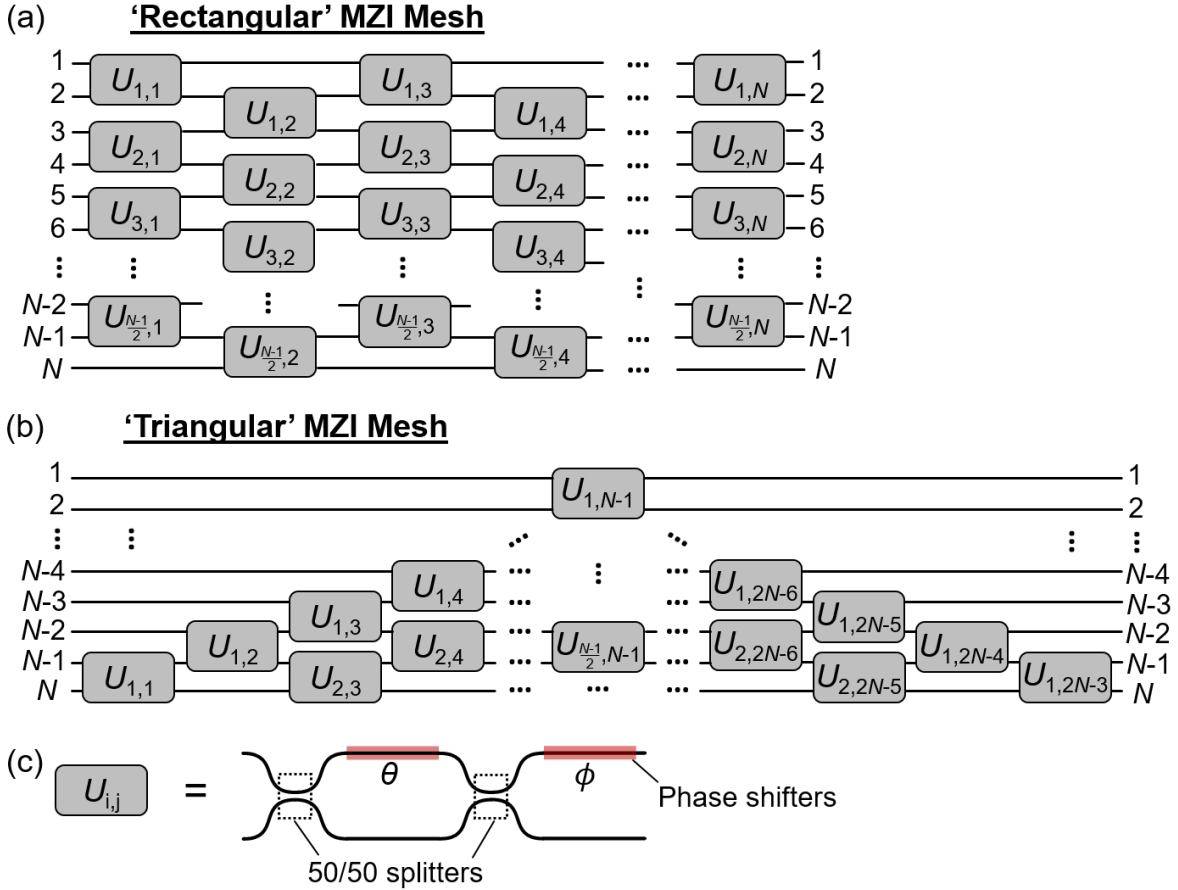 (a) ‘Rectangular’ MZI Mesh
1 U1,1 U1,3 ... U1,N 1
2 U1,2 U1,4 ... 2
3 U2,1 U2,3 ... U2,N 3
4 U2,2 U2,4 ... 4
5 U3,1 U3,3 ... U3,N 5
6 U3,2 U3,4 ... 6
⋮ ⋮ ⋮ ⋮ ⋮ ⋮ ⋮ ⋮
N-2 U(N-1)/2,1 U(N-1)/2,3 U(N-1)/2,N N-2
N-1 U(N-1)/2,2 U(N-1)/2,4 ... N-1
N ... N
(b) ‘Triangular’ MZI Mesh
1 U1,N-1 1
2 2
⋮ ⋮ ⋮ ⋮ ⋮
N-4 U1,4 ... ... U1,2N-6 N-4
N-3 U1,3 ... ... U1,2N-5 N-3
N-2 U1,2 U2,4 ... U(N-1)/2,N-1 ... U2,2N-6 U1,2N-4 N-2
N-1 U1,1 U2,3 ... ... U2,2N-5 U1,2N-3 N-1
N ... ... ... N
(c) Ui,j = θ ϕ
Phase shifters
50/50 splitters